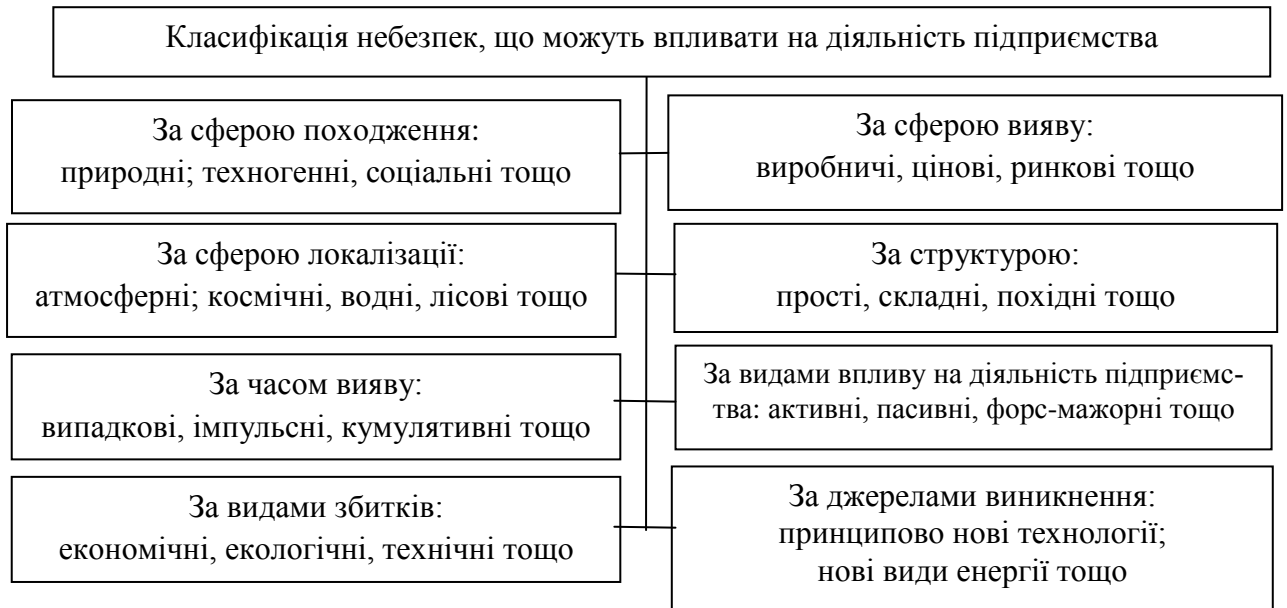 Класифікація небезпек, що можуть впливати на діяльність підприємства
За сферою походження:
природні; техногенні, соціальні тощо
За сферою вияву:
виробничі, цінові, ринкові тощо
За сферою локалізації:
атмосферні; космічні, водні, лісові тощо
За структурою:
прості, складні, похідні тощо
За часом вияву:
випадкові, імпульсні, кумулятивні тощо
За видами впливу на діяльність підприємс-
тва: активні, пасивні, форс-мажорні тощо
За видами збитків:
економічні, екологічні, технічні тощо
За джерелами виникнення:
принципово нові технології;
нові види енергії тощо